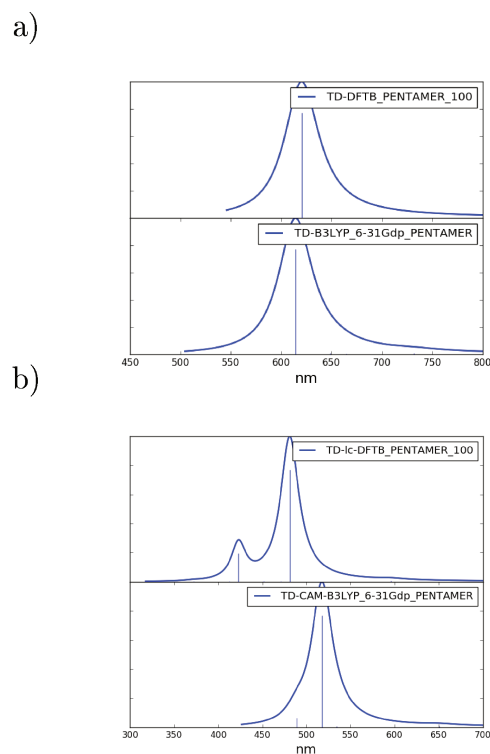 a)
TD-DFTB_PENTAMER_100
TD-B3LYP_6-31Gdp_PENTAMER
450 500 550 600 650 700 750 800
nm
b)
TD-lc-DFTB_PENTAMER_100
TD-CAM-B3LYP_6-31Gdp_PENTAMER
300 350 400 450 500 550 600 650 700
nm